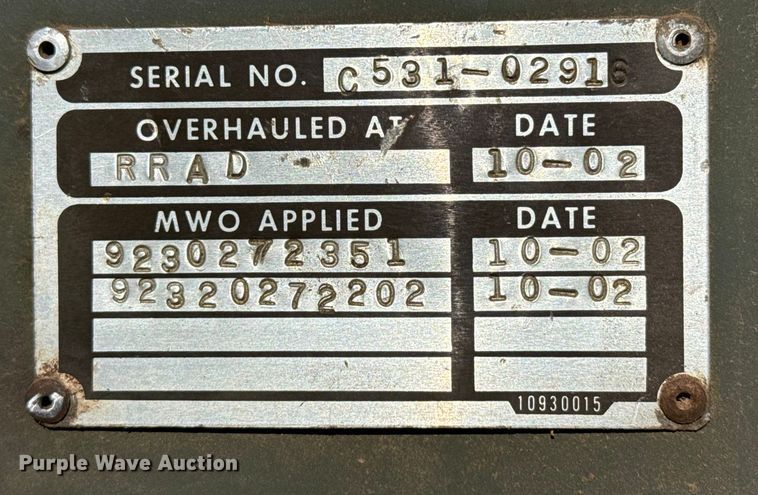 SERIAL NO. C531-02916
OVERHAULED AT DATE
RRAD 10-02
MWO APPLIED DATE
9230272351 10-02
92320272202 10-02
10930015
Purple Wave Auction